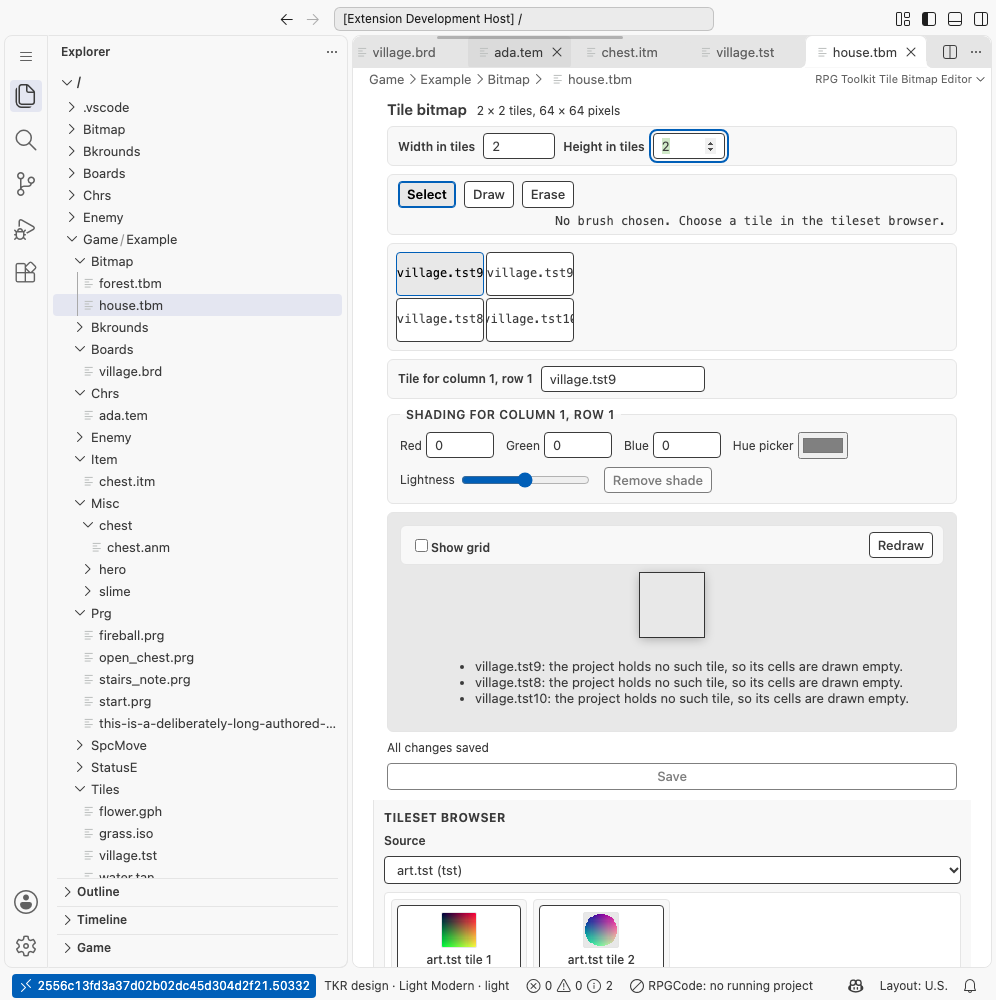 [Extension Development Host] /
Explorer
/
.vscode
Bitmap
Bkrounds
Boards
Chrs
Enemy
Game / Example
Bitmap
forest.tbm
house.tbm
Bkrounds
Boards
village.brd
Chrs
ada.tem
Enemy
Item
chest.itm
Misc
chest
chest.anm
hero
slime
Prg
fireball.prg
open_chest.prg
stairs_note.prg
start.prg
this-is-a-deliberately-long-authored-...
SpcMove
StatusE
Tiles
flower.gph
grass.iso
village.tst
water.tan
Outline
Timeline
Game
village.brd ada.tem chest.itm village.tst house.tbm
Game > Example > Bitmap > house.tbm RPG Toolkit Tile Bitmap Editor
Tile bitmap 2 × 2 tiles, 64 × 64 pixels
Width in tiles 2 Height in tiles 2
Select Draw Erase
No brush chosen. Choose a tile in the tileset browser.
village.tst9 village.tst9
village.tst8 village.tst10
Tile for column 1, row 1 village.tst9
SHADING FOR COLUMN 1, ROW 1
Red 0 Green 0 Blue 0 Hue picker
Lightness Remove shade
Show grid Redraw
• village.tst9: the project holds no such tile, so its cells are drawn empty.
• village.tst8: the project holds no such tile, so its cells are drawn empty.
• village.tst10: the project holds no such tile, so its cells are drawn empty.
All changes saved
Save
TILESET BROWSER
Source
art.tst (tst)
art.tst tile 1 art.tst tile 2
2556c13fd3a37d02b02dc45d304d2f21.50332 TKR design · Light Modern · light 0 0 2 RPGCode: no running project Layout: U.S.